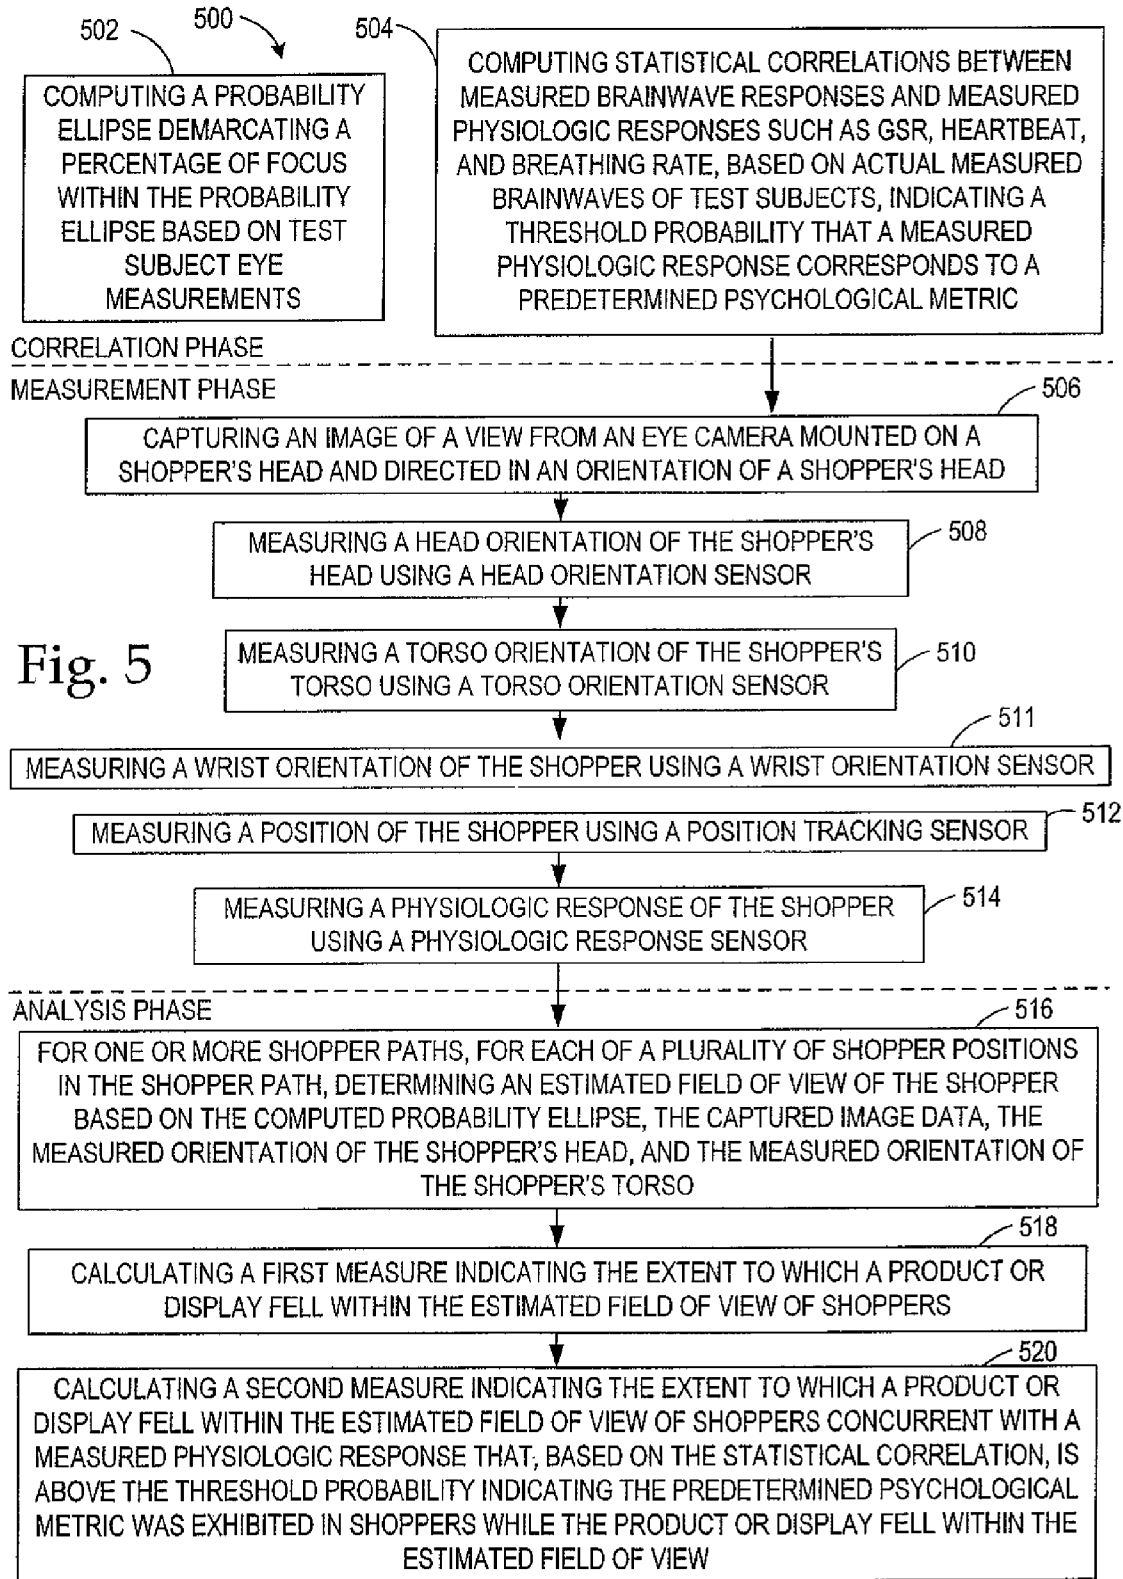 500
502
COMPUTING A PROBABILITY
ELLIPSE DEMARCATING A
PERCENTAGE OF FOCUS
WITHIN THE PROBABILITY
ELLIPSE BASED ON TEST
SUBJECT EYE
MEASUREMENTS
504
COMPUTING STATISTICAL CORRELATIONS BETWEEN
MEASURED BRAINWAVE RESPONSES AND MEASURED
PHYSIOLOGIC RESPONSES SUCH AS GSR, HEARTBEAT,
AND BREATHING RATE, BASED ON ACTUAL MEASURED
BRAINWAVES OF TEST SUBJECTS, INDICATING A
THRESHOLD PROBABILITY THAT A MEASURED
PHYSIOLOGIC RESPONSE CORRESPONDS TO A
PREDETERMINED PSYCHOLOGICAL METRIC
CORRELATION PHASE
MEASUREMENT PHASE
506
CAPTURING AN IMAGE OF A VIEW FROM AN EYE CAMERA MOUNTED ON A
SHOPPER'S HEAD AND DIRECTED IN AN ORIENTATION OF A SHOPPER'S HEAD
508
MEASURING A HEAD ORIENTATION OF THE SHOPPER'S
HEAD USING A HEAD ORIENTATION SENSOR
Fig. 5
510
MEASURING A TORSO ORIENTATION OF THE SHOPPER'S
TORSO USING A TORSO ORIENTATION SENSOR
511
MEASURING A WRIST ORIENTATION OF THE SHOPPER USING A WRIST ORIENTATION SENSOR
512
MEASURING A POSITION OF THE SHOPPER USING A POSITION TRACKING SENSOR
514
MEASURING A PHYSIOLOGIC RESPONSE OF THE SHOPPER
USING A PHYSIOLOGIC RESPONSE SENSOR
ANALYSIS PHASE
516
FOR ONE OR MORE SHOPPER PATHS, FOR EACH OF A PLURALITY OF SHOPPER POSITIONS
IN THE SHOPPER PATH, DETERMINING AN ESTIMATED FIELD OF VIEW OF THE SHOPPER
BASED ON THE COMPUTED PROBABILITY ELLIPSE, THE CAPTURED IMAGE DATA, THE
MEASURED ORIENTATION OF THE SHOPPER'S HEAD, AND THE MEASURED ORIENTATION OF
THE SHOPPER'S TORSO
518
CALCULATING A FIRST MEASURE INDICATING THE EXTENT TO WHICH A PRODUCT OR
DISPLAY FELL WITHIN THE ESTIMATED FIELD OF VIEW OF SHOPPERS
520
CALCULATING A SECOND MEASURE INDICATING THE EXTENT TO WHICH A PRODUCT OR
DISPLAY FELL WITHIN THE ESTIMATED FIELD OF VIEW OF SHOPPERS CONCURRENT WITH A
MEASURED PHYSIOLOGIC RESPONSE THAT, BASED ON THE STATISTICAL CORRELATION, IS
ABOVE THE THRESHOLD PROBABILITY INDICATING THE PREDETERMINED PSYCHOLOGICAL
METRIC WAS EXHIBITED IN SHOPPERS WHILE THE PRODUCT OR DISPLAY FELL WITHIN THE
ESTIMATED FIELD OF VIEW